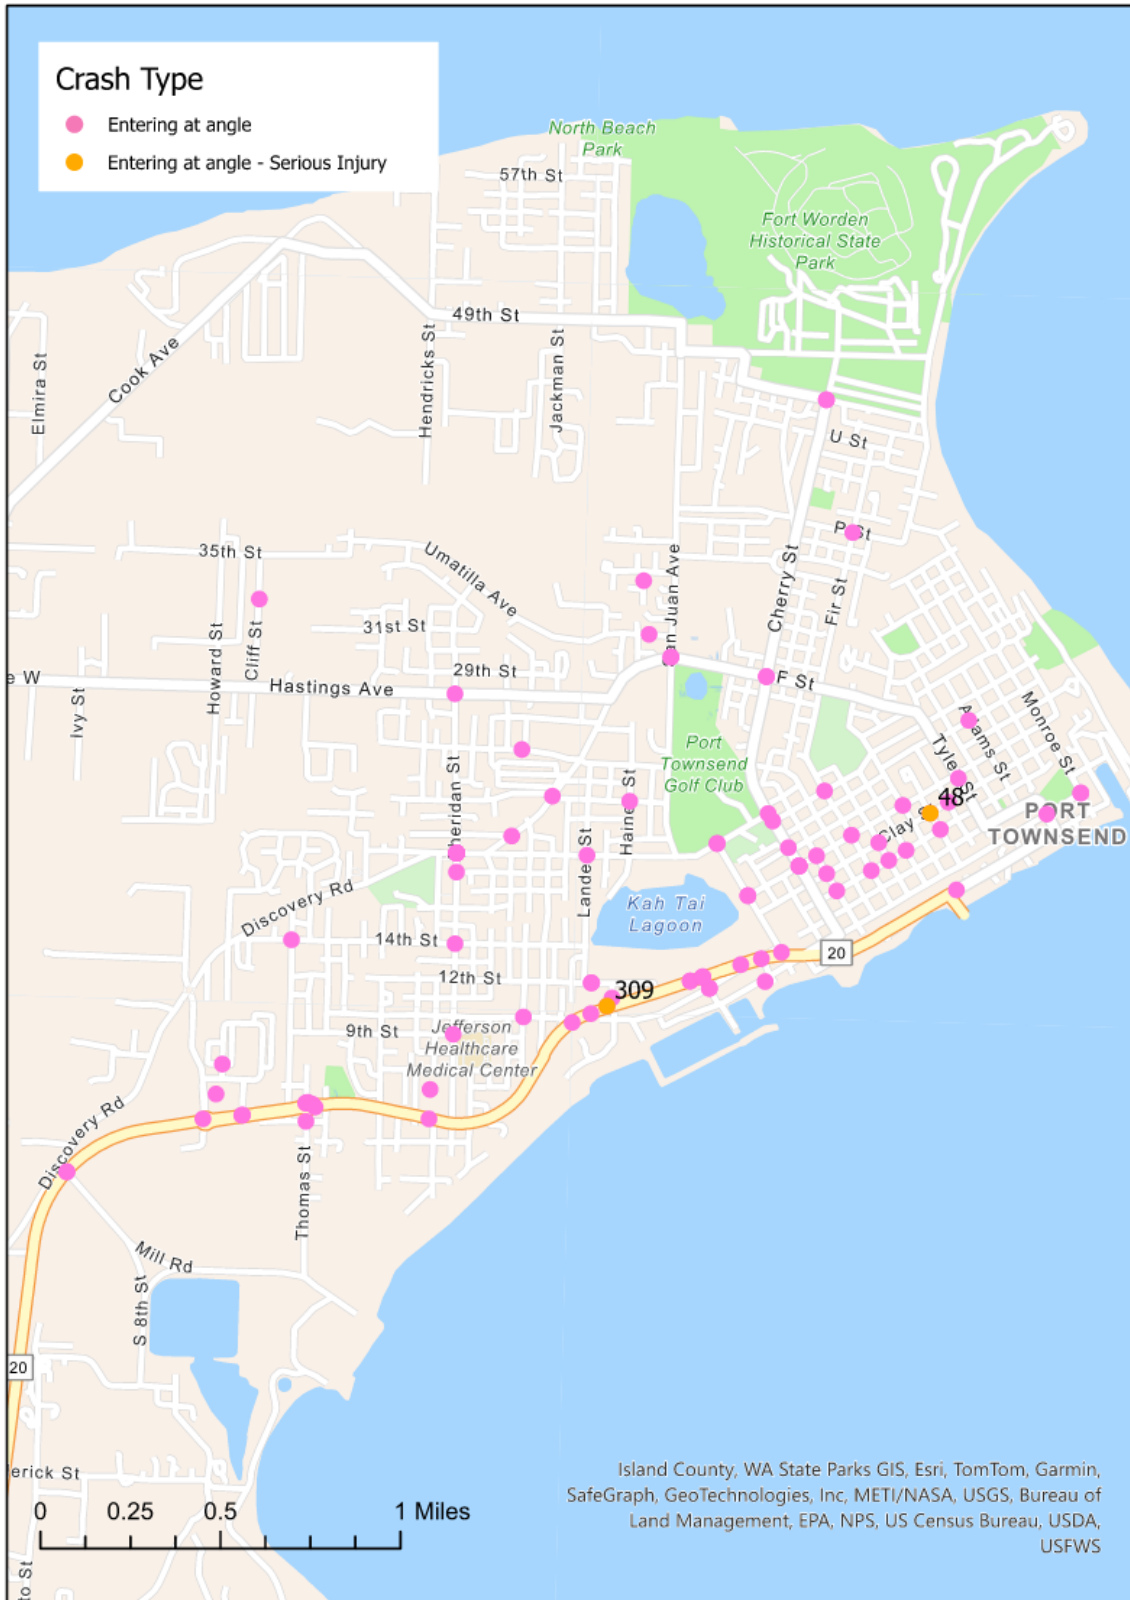 Crash Type
Entering at angle
Entering at angle - Serious Injury
North Beach
Park
57th St
Fort Worden
Historical State
Park
49th St
Cook Ave
Elmira St
Hendricks St
Jackman St
U St
P St
35th St
Umatilla Ave
Cherry St
Fir St
31st St
Howard St
Cliff St
29th St
F St
e W
Hastings Ave
Ivy St
Monroe St
Adams St
Port
Townsend
Golf Club
48
Clay
PORT
TOWNSEND
Discovery Rd
Kah Tai
Lagoon
14th St
20
12th St
309
9th St
Jefferson
Healthcare
Medical Center
Discovery Rd
Thomas St
Mill Rd
S 8th St
20
erick St
to St
0 0.25 0.5 1 Miles
Island County, WA State Parks GIS, Esri, TomTom, Garmin,
SafeGraph, GeoTechnologies, Inc, METI/NASA, USGS, Bureau of
Land Management, EPA, NPS, US Census Bureau, USDA,
USFWS